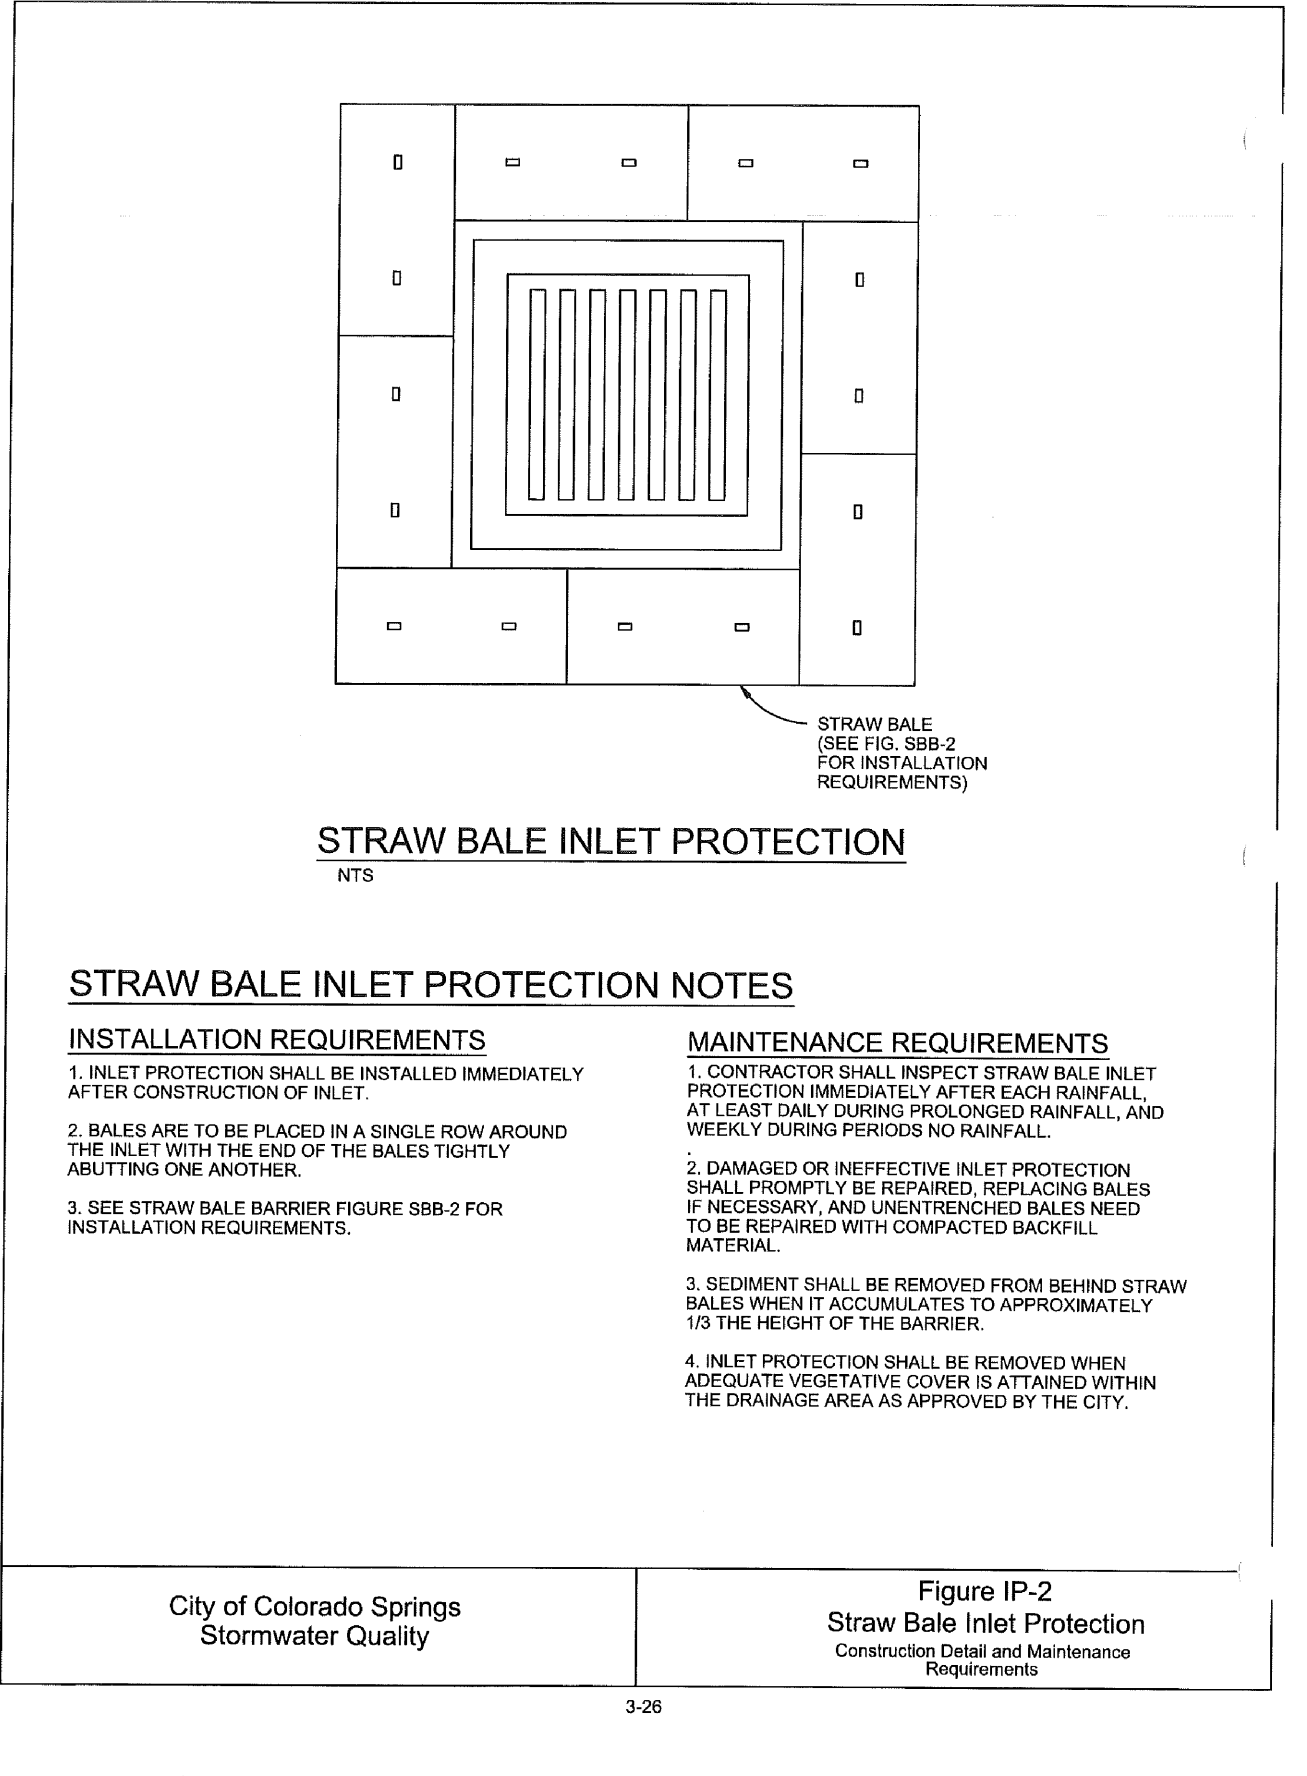 STRAW BALE
(SEE FIG. SBB-2
FOR INSTALLATION
REQUIREMENTS)
STRAW BALE INLET PROTECTION
NTS
STRAW BALE INLET PROTECTION NOTES
INSTALLATION REQUIREMENTS
1. INLET PROTECTION SHALL BE INSTALLED IMMEDIATELY
AFTER CONSTRUCTION OF INLET.
2. BALES ARE TO BE PLACED IN A SINGLE ROW AROUND
THE INLET WITH THE END OF THE BALES TIGHTLY
ABUTTING ONE ANOTHER.
3. SEE STRAW BALE BARRIER FIGURE SBB-2 FOR
INSTALLATION REQUIREMENTS.
MAINTENANCE REQUIREMENTS
1. CONTRACTOR SHALL INSPECT STRAW BALE INLET
PROTECTION IMMEDIATELY AFTER EACH RAINFALL,
AT LEAST DAILY DURING PROLONGED RAINFALL, AND
WEEKLY DURING PERIODS NO RAINFALL.
.
2. DAMAGED OR INEFFECTIVE INLET PROTECTION
SHALL PROMPTLY BE REPAIRED, REPLACING BALES
IF NECESSARY, AND UNENTRENCHED BALES NEED
TO BE REPAIRED WITH COMPACTED BACKFILL
MATERIAL.
3. SEDIMENT SHALL BE REMOVED FROM BEHIND STRAW
BALES WHEN IT ACCUMULATES TO APPROXIMATELY
1/3 THE HEIGHT OF THE BARRIER.
4. INLET PROTECTION SHALL BE REMOVED WHEN
ADEQUATE VEGETATIVE COVER IS ATTAINED WITHIN
THE DRAINAGE AREA AS APPROVED BY THE CITY.
City of Colorado Springs
Stormwater Quality
Figure IP-2
Straw Bale Inlet Protection
Construction Detail and Maintenance
Requirements
3-26